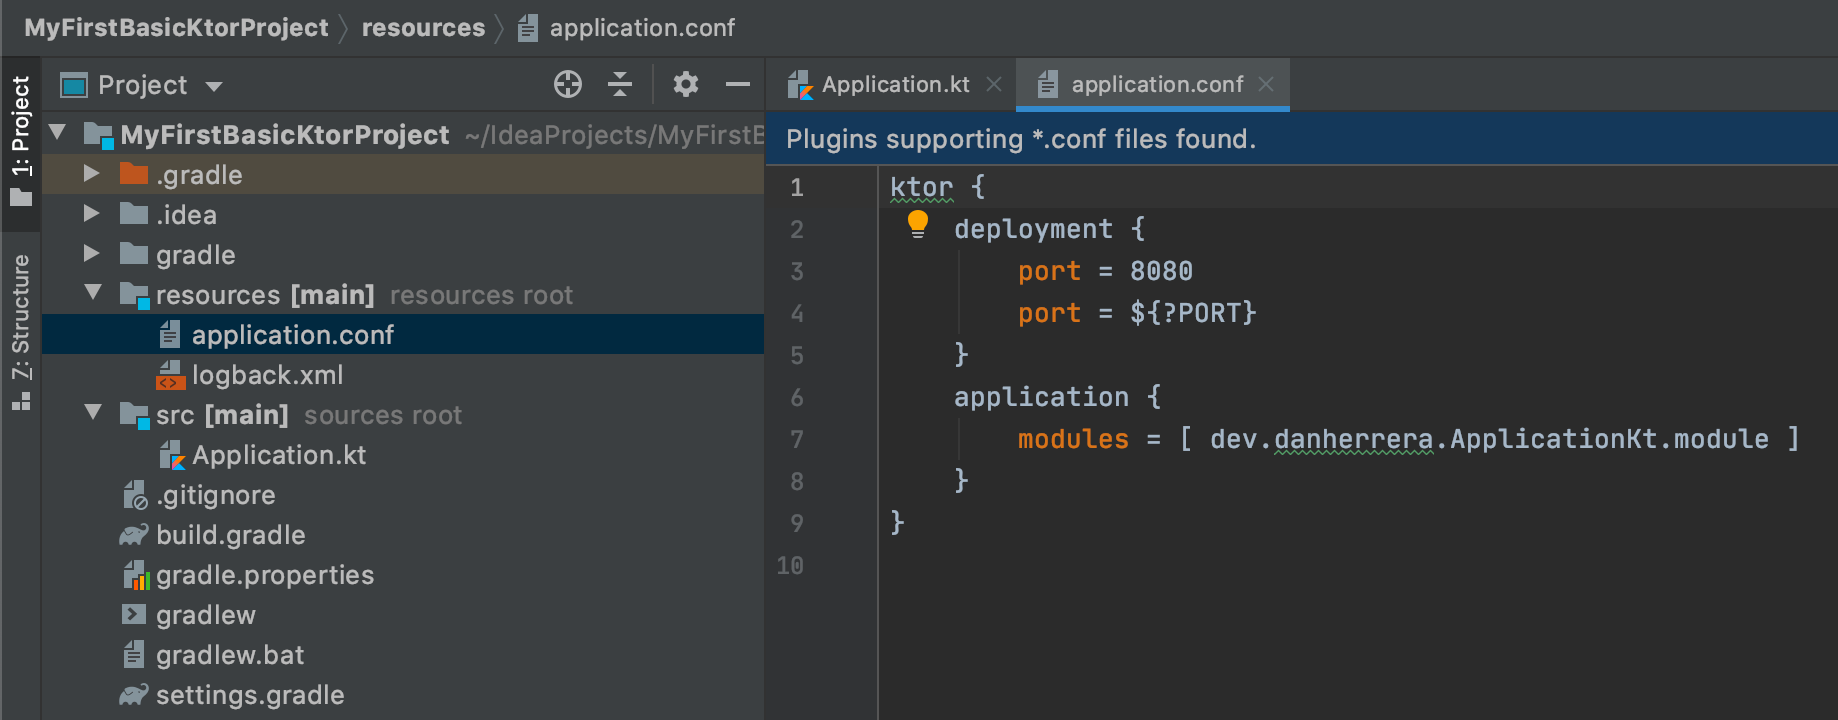 MyFirstBasicKtorProject resources application.conf
1: Project
Z: Structure
Project
MyFirstBasicKtorProject ~/IdeaProjects/MyFirstB
.gradle
.idea
gradle
resources [main] resources root
application.conf
logback.xml
src [main] sources root
Application.kt
.gitignore
build.gradle
gradle.properties
gradlew
gradlew.bat
settings.gradle
Application.kt application.conf
Plugins supporting *.conf files found.
1 ktor {
2 deployment {
3 port = 8080
4 port = ${?PORT}
5 }
6 application {
7 modules = [ dev.danherrera.ApplicationKt.module ]
8 }
9 }
10